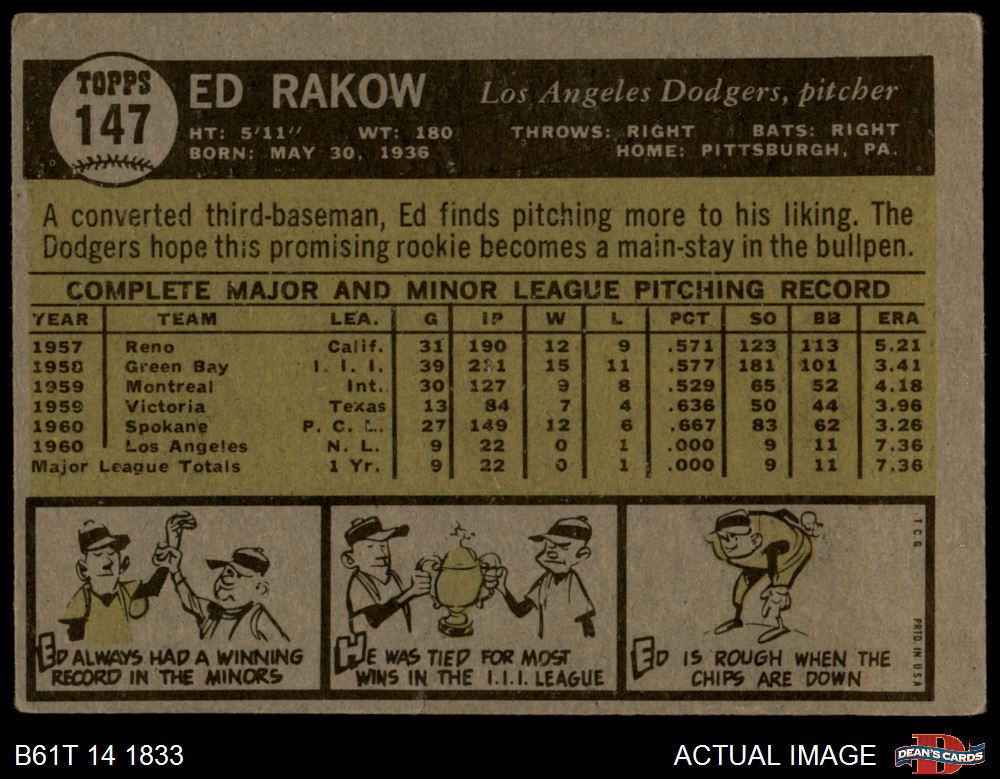 TOPPS
147
ED RAKOW
Los Angeles Dodgers, pitcher
HT: 5'11" WT: 180 THROWS: RIGHT BATS: RIGHT
BORN: MAY 30, 1936 HOME: PITTSBURGH, PA.
A converted third-baseman, Ed finds pitching more to his liking. The
Dodgers hope this promising rookie becomes a main-stay in the bullpen.
COMPLETE MAJOR AND MINOR LEAGUE PITCHING RECORD
YEAR TEAM LEA. G IP W L PCT SO BB ERA
1957 Reno Calif. 31 190 12 9 .571 123 113 5.21
1958 Green Bay I. I. I. 39 15 11 .577 181 101 3.41
1959 Montreal Int. 30 127 9 8 .529 65 52 4.18
1959 Victoria Texas 13 84 7 4 .636 50 44 3.96
1960 Spokane P. C. L. 27 149 12 6 .667 83 62 3.26
1960 Los Angeles N. L. 9 22 0 1 .000 9 11 7.36
Major League Totals 1 Yr. 9 22 0 1 .000 9 11 7.36
ED ALWAYS HAD A WINNING
RECORD IN THE MINORS
HE WAS TIED FOR MOST
WINS IN THE I.I.I. LEAGUE
ED IS ROUGH WHEN THE
CHIPS ARE DOWN
T.C.G.
PRTD. IN U.S.A.
B61T 14 1833
ACTUAL IMAGE
D
DEAN'S CARDS